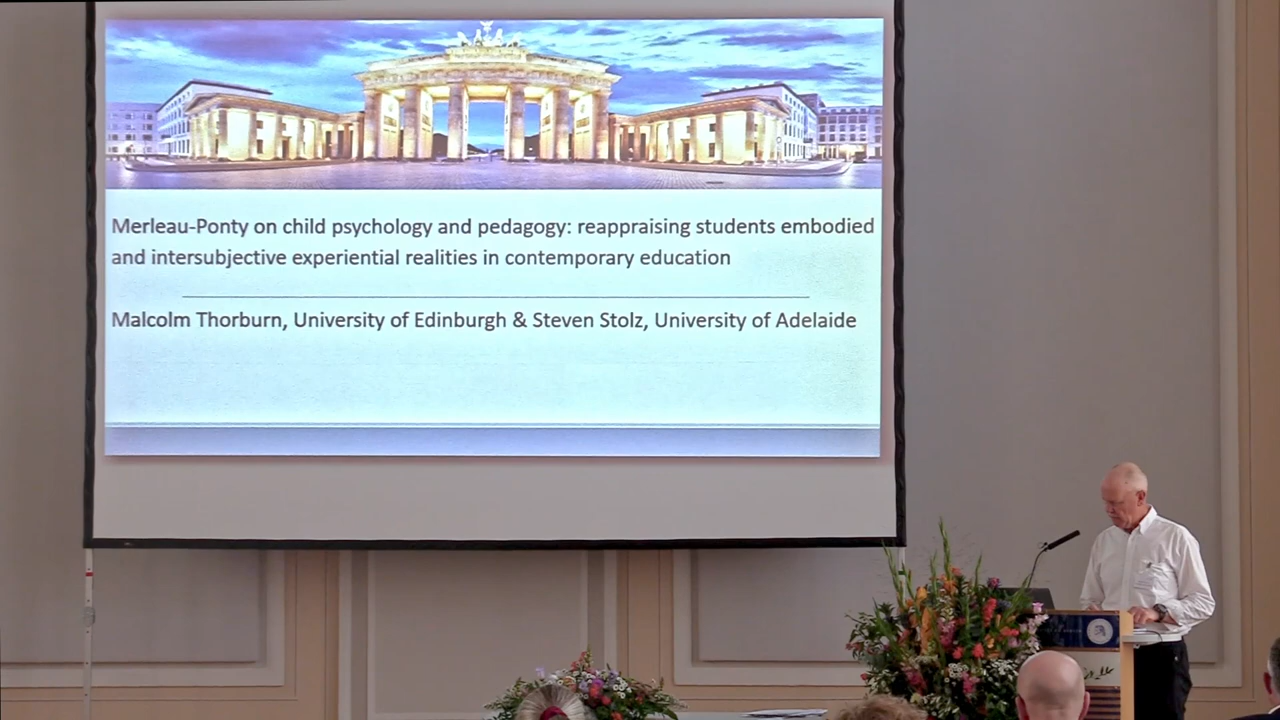 Merleau-Ponty on child psychology and pedagogy: reappraising students embodied
and intersubjective experiential realities in contemporary education
Malcolm Thorburn, University of Edinburgh & Steven Stolz, University of Adelaide